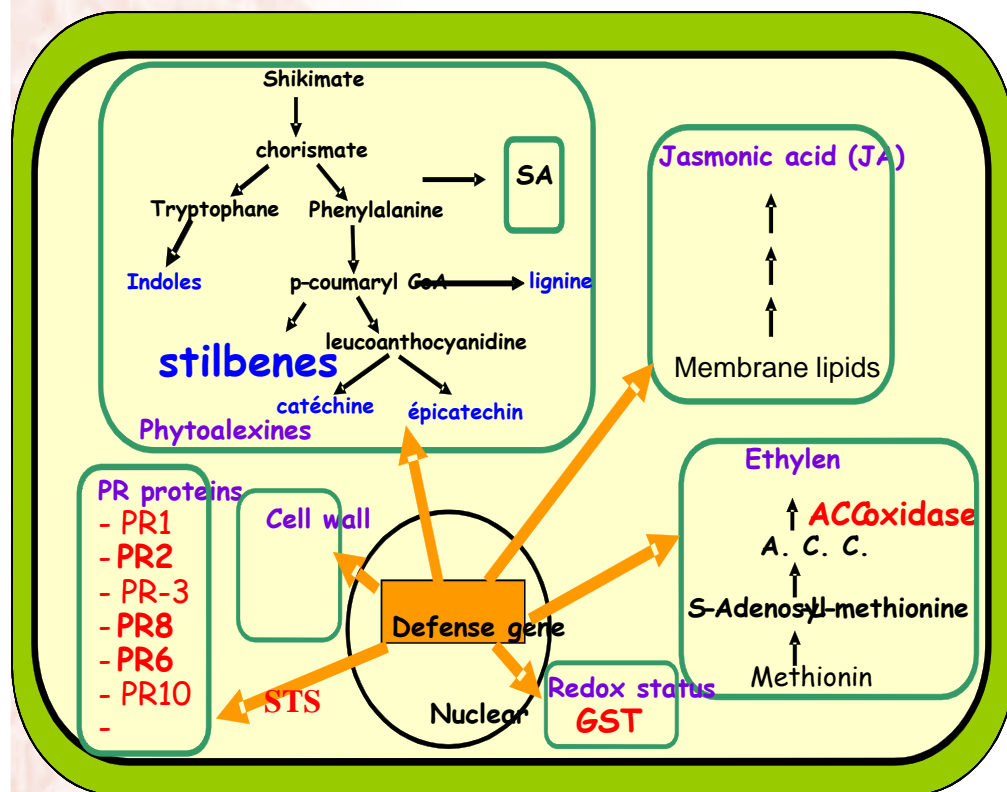 Shikimate
chorismate
SA
Tryptophane Phenylalanine
Indoles p-coumaryl CoA lignine
leucoanthocyanidine
stilbenes
catéchine épicatechin
Phytoalexines
Jasmonic acid (JA)
Membrane lipids
PR proteins
- PR1
- PR2
- PR-3
- PR8
- PR6
- PR10
-
Cell wall
Defense gene
STS
Nuclear
Redox status
GST
Ethylen
ACCoxidase
A. C. C.
S-Adenosyl-L-methionine
Methionin